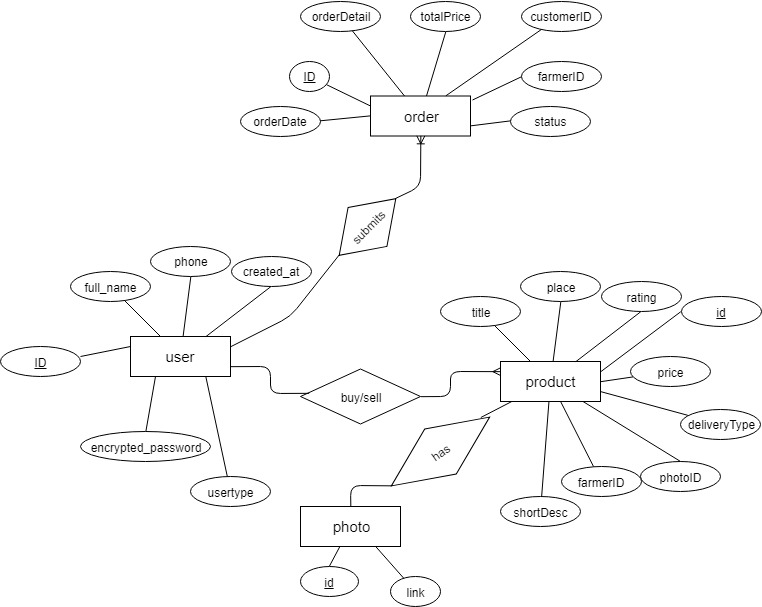 orderDetail
totalPrice
customerID
ID
farmerID
orderDate
order
status
submits
phone
created_at
full_name
place
rating
title
id
ID
user
product
price
buy/sell
deliveryType
encrypted_password
has
photoID
farmerID
usertype
shortDesc
photo
id
link